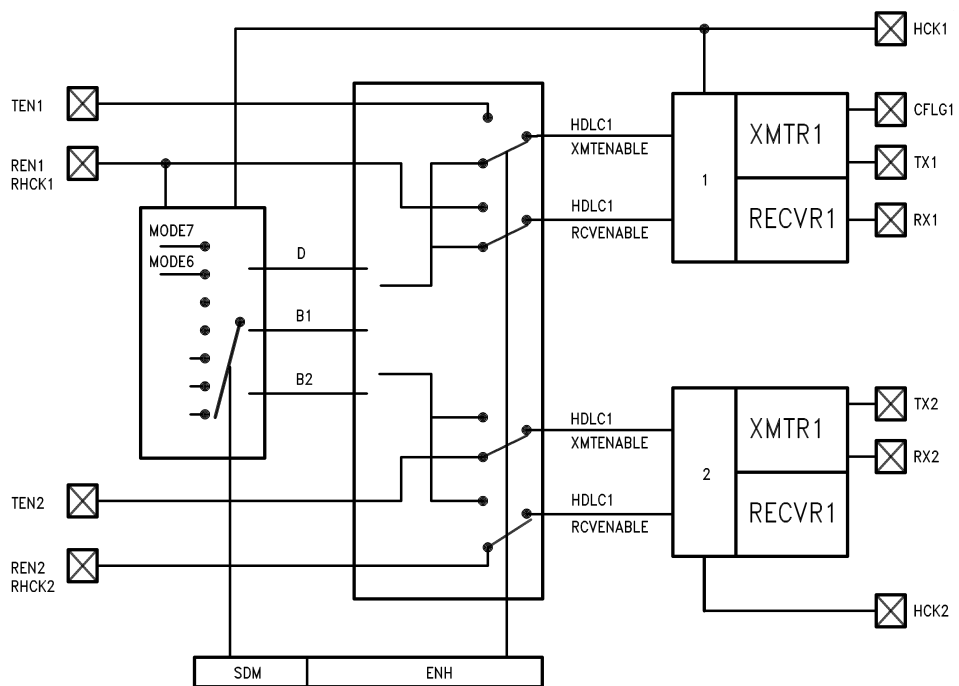 HCK1
TEN1
CFLG1
HDLC1
XMTENABLE
XMTR1
REN1
RHCK1
TX1
1
HDLC1
RCVENABLE
RECVR1
RX1
MODE7
MODE6
D
B1
B2
TX2
HDLC1
XMTENABLE
XMTR1
RX2
2
TEN2
HDLC1
RCVENABLE
RECVR1
REN2
RHCK2
HCK2
SDM
ENH